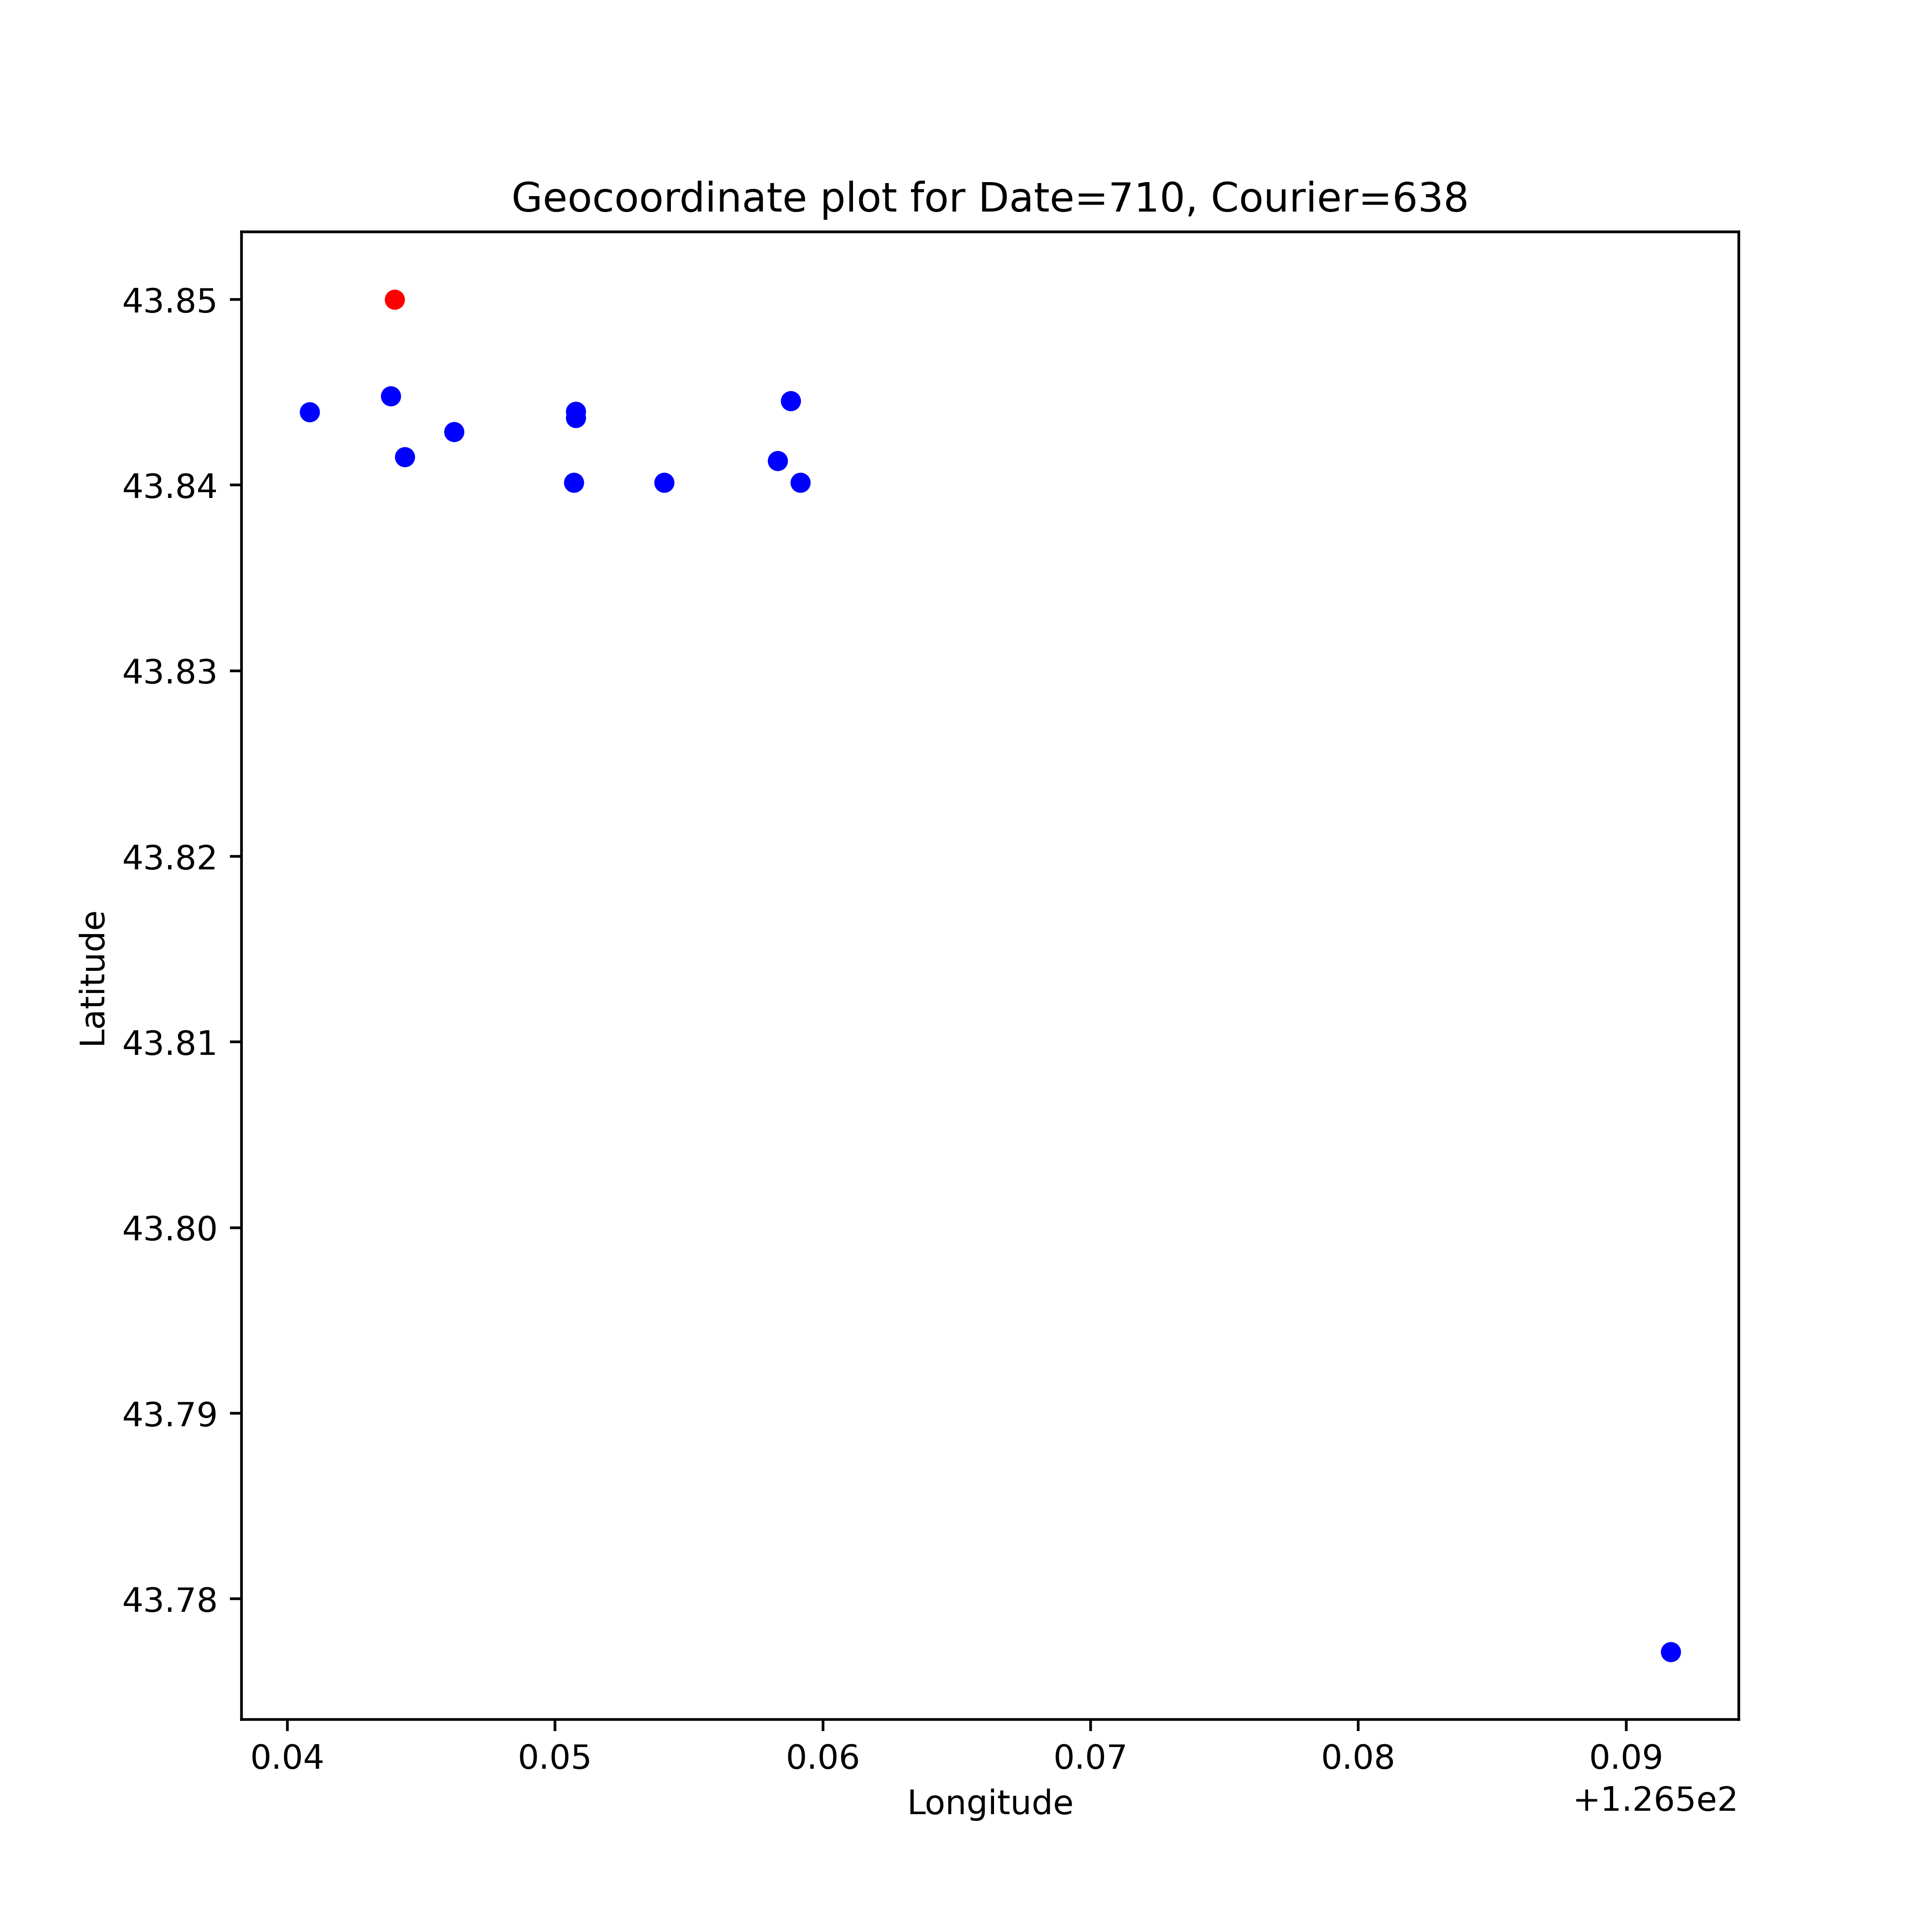 Geocoordinate plot for Date=710, Courier=638
43.85
43.84
43.83
43.82
43.81
43.80
43.79
43.78
Latitude
0.04 0.05 0.06 0.07 0.08 0.09
+1.265e2
Longitude